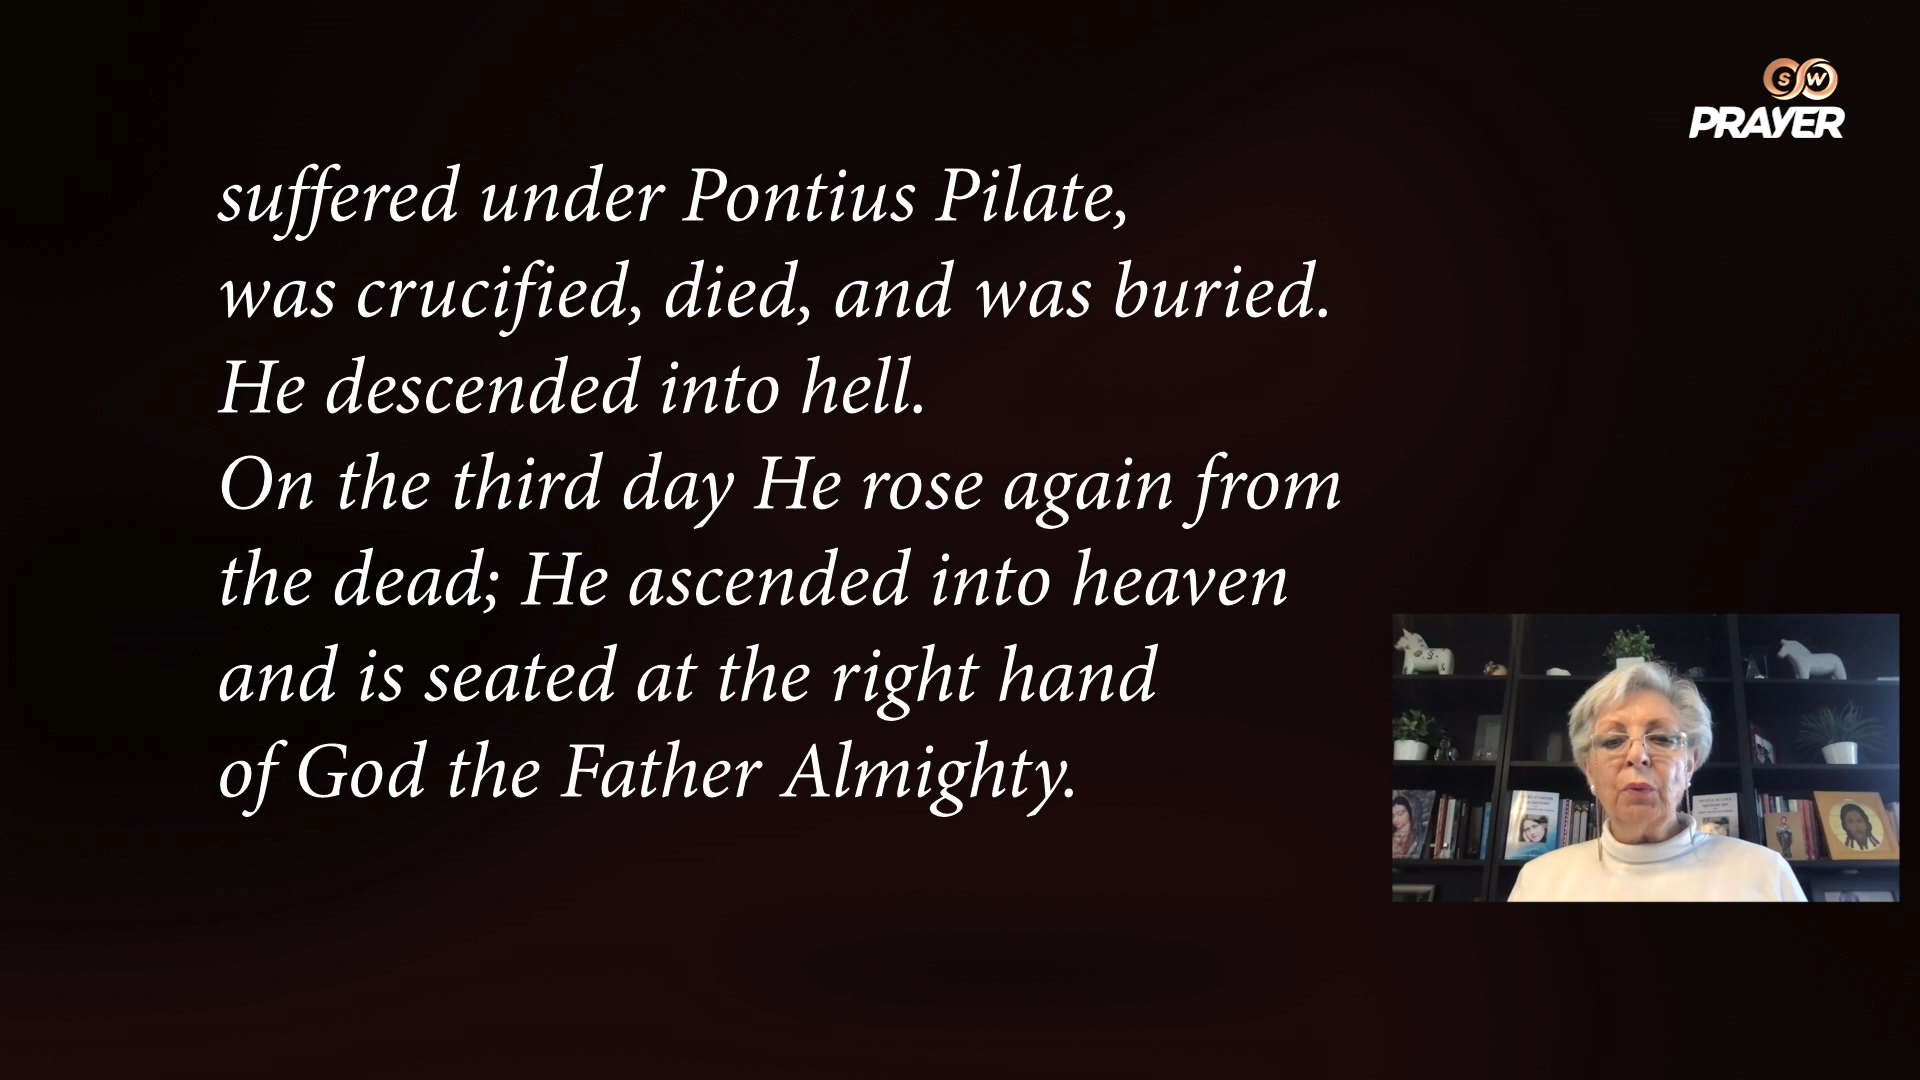 SW
PRAYER
suffered under Pontius Pilate,
was crucified, died, and was buried.
He descended into hell.
On the third day He rose again from
the dead; He ascended into heaven
and is seated at the right hand
of God the Father Almighty.